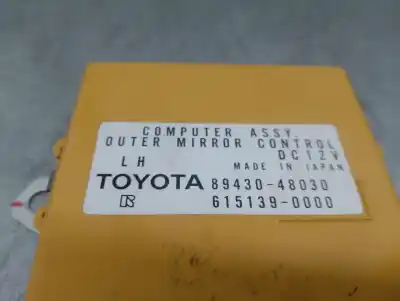 COMPUTER ASSY.
OUTER MIRROR CONTROL
LH DC12V
MADE IN JAPAN
TOYOTA 89430-48030
R 615139-0000